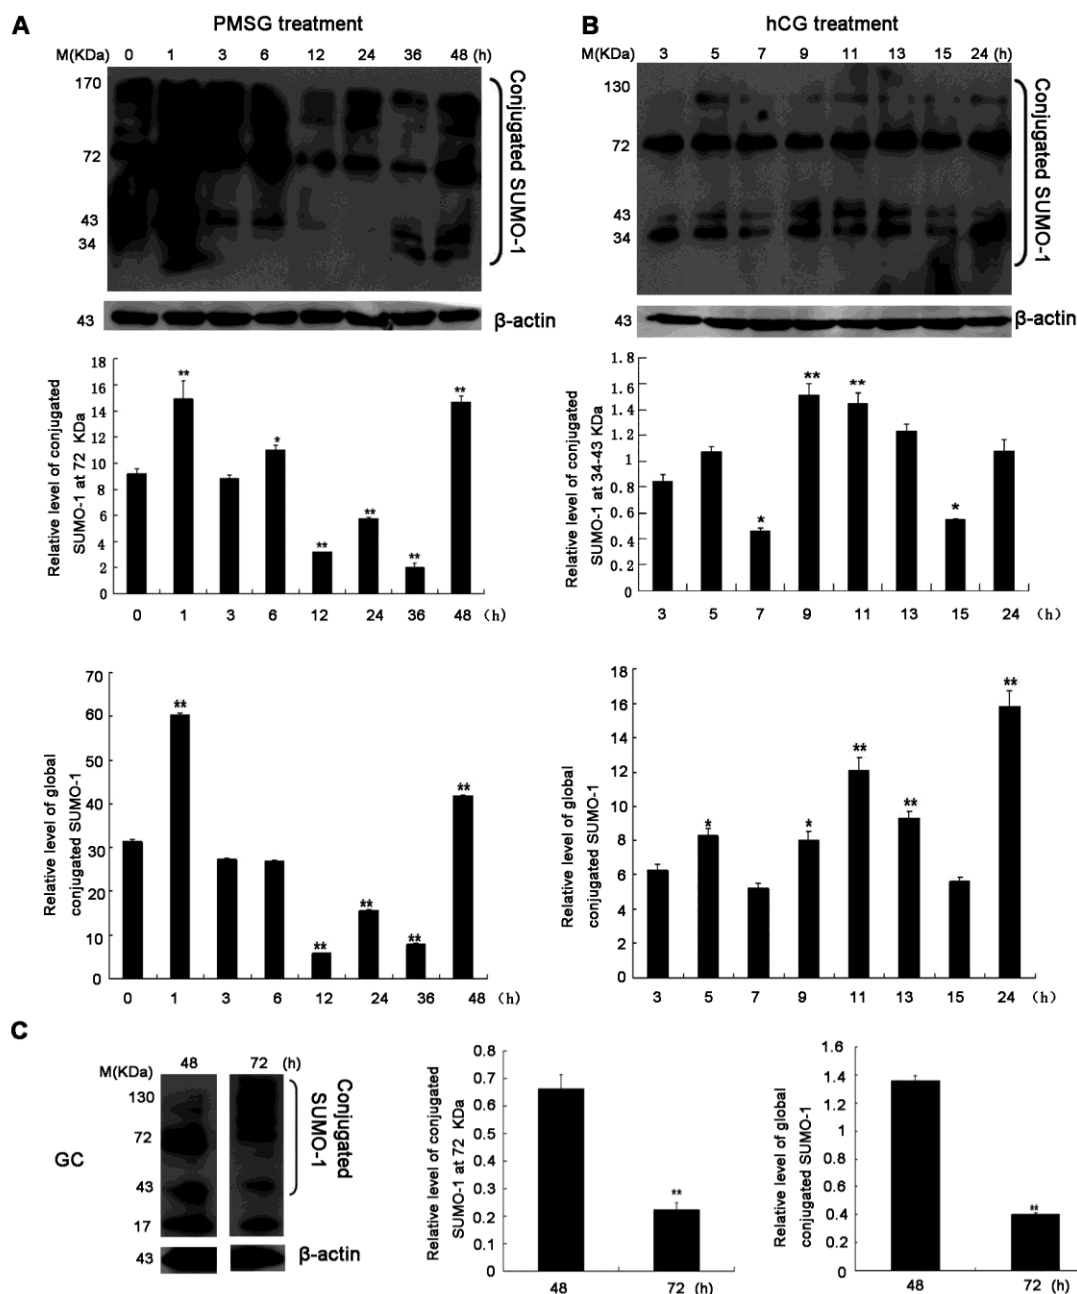 A
PMSG treatment
M(KDa) 0 1 3 6 12 24 36 48 (h)
170
72
43
34
Conjugated SUMO-1
43
β-actin
Relative level of conjugated
SUMO-1 at 72 KDa
18
16
14
12
10
8
6
4
2
0
**
*
**
**
**
**
0 1 3 6 12 24 36 48 (h)
Relative level of global
conjugated SUMO-1
70
60
50
40
30
20
10
0
**
**
**
**
**
0 1 3 6 12 24 36 48 (h)
B
hCG treatment
M(KDa) 3 5 7 9 11 13 15 24 (h)
130
72
43
34
Conjugated SUMO-1
43
β-actin
Relative level of conjugated
SUMO-1 at 34-43 KDa
1.8
1.6
1.4
1.2
1
0.8
0.6
0.4
0.2
0
*
**
**
*
3 5 7 9 11 13 15 24 (h)
Relative level of global
conjugated SUMO-1
18
16
14
12
10
8
6
4
2
0
*
*
**
**
**
3 5 7 9 11 13 15 24 (h)
C
GC
M(KDa) 48 72 (h)
130
72
43
17
Conjugated
SUMO-1
43
β-actin
Relative level of conjugated
SUMO-1 at 72 KDa
0.8
0.7
0.6
0.5
0.4
0.3
0.2
0.1
0
**
48 72 (h)
Relative level of global
conjugated SUMO-1
1.6
1.4
1.2
1
0.8
0.6
0.4
0.2
0
**
48 72 (h)